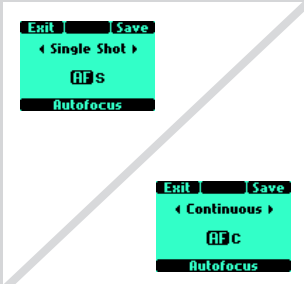 Exit Save
Single Shot
AF S
Autofocus
Exit Save
Continuous
AF C
Autofocus